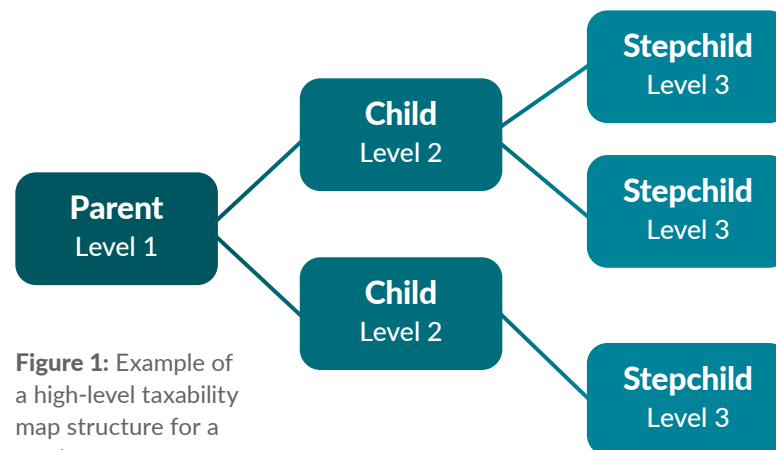 Stepchild
Level 3
Child
Level 2
Stepchild
Level 3
Parent
Level 1
Child
Level 2
Stepchild
Level 3
Figure 1: Example of
a high-level taxability
map structure for a